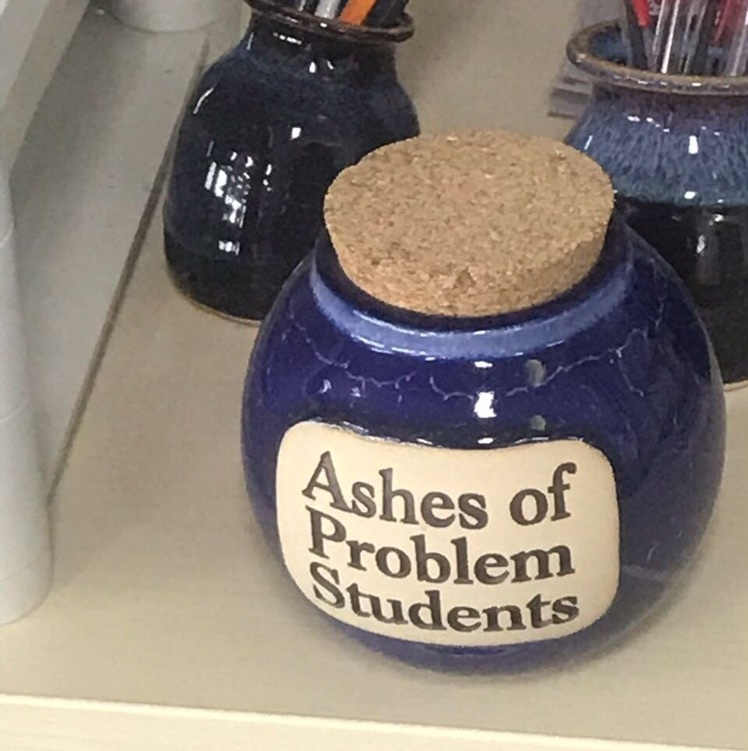 Ashes of
Problem
Students